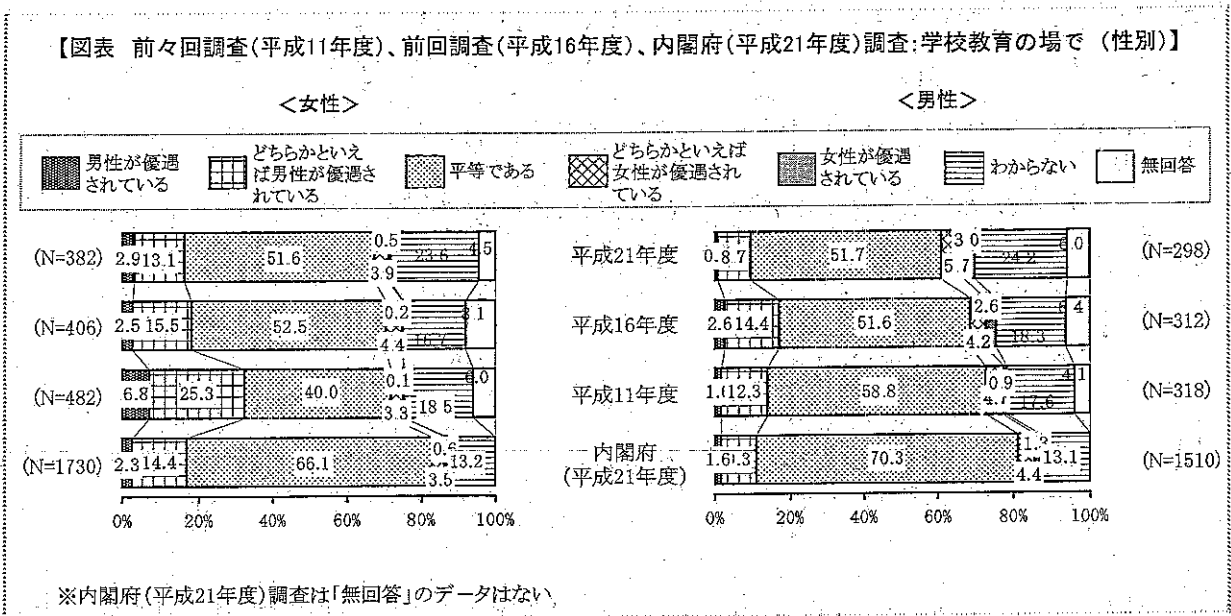 【図表 前々回調査(平成11年度)、前回調査(平成16年度)、内閣府(平成21年度)調査:学校教育の場で (性別)】
<女性>
<男性>
男性が優遇されている
どちらかといえば男性が優遇されている
平等である
どちらかといえば女性が優遇されている
女性が優遇されている
わからない
無回答
(N=382) 2.9 13.1 51.6 0.5 3.9 23.6 4.5 平成21年度 0.8 8.7 51.7 3.0 5.7 24.2 6.0 (N=298)
(N=406) 2.5 15.5 52.5 0.2 4.4 16.7 8.1 平成16年度 2.6 14.4 51.6 2.6 4.2 18.3 6.4 (N=312)
(N=482) 6.8 25.3 40.0 0.1 3.3 18.5 6.0 平成11年度 12.3 58.8 0.9 17.6 4.1 (N=318)
(N=1730) 2.3 14.4 66.1 0.6 3.5 13.2 内閣府 1.6 70.3 4.4 13.1 (N=1510)
(平成21年度)
0% 20% 40% 60% 80% 100% 0% 20% 40% 60% 80% 100%
※内閣府(平成21年度)調査は「無回答」のデータはない